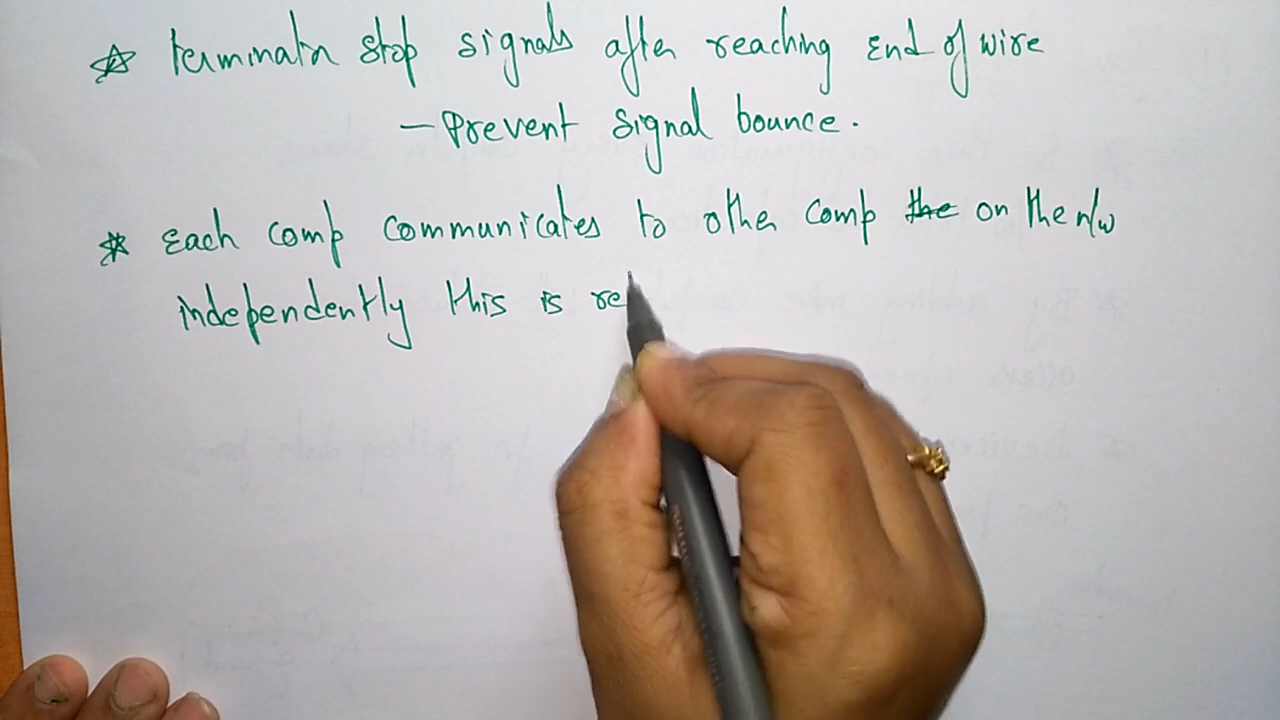 ☆ terminatr stop signals after reaching End of wire
- Prevent signal bounce.
* Each comp communicates to other comp the on the n/w
independently this is re